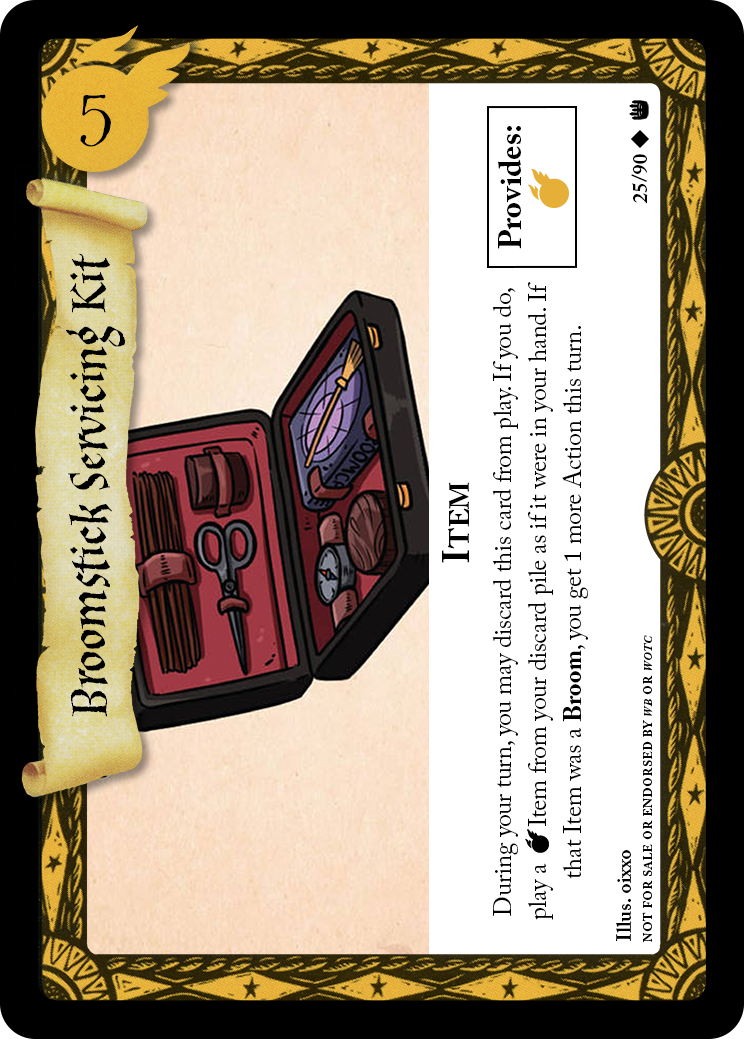 5
Broomstick Servicing Kit
ITEM
During your turn, you may discard this card from play. If you do,
play a Item from your discard pile as if it were in your hand. If
that Item was a Broom, you get 1 more Action this turn.
Provides:
Illus. oixxo
NOT FOR SALE OR ENDORSED BY WB OR WOTC
25/90